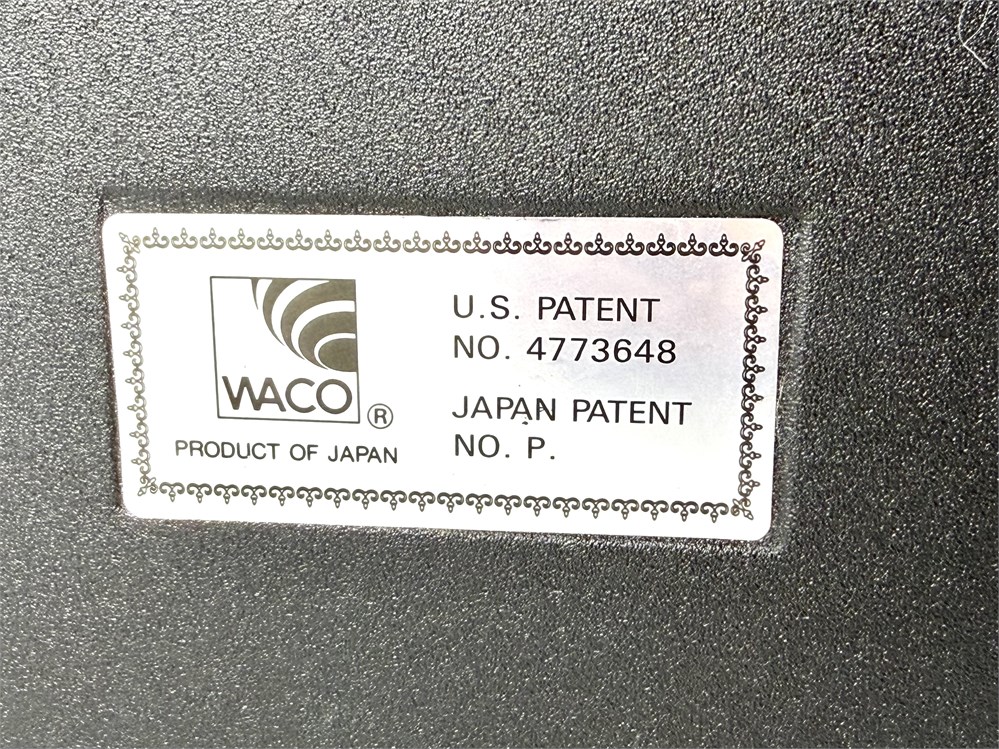 WACO
®
PRODUCT OF JAPAN
U.S. PATENT
NO. 4773648
JAPAN PATENT
NO. P.